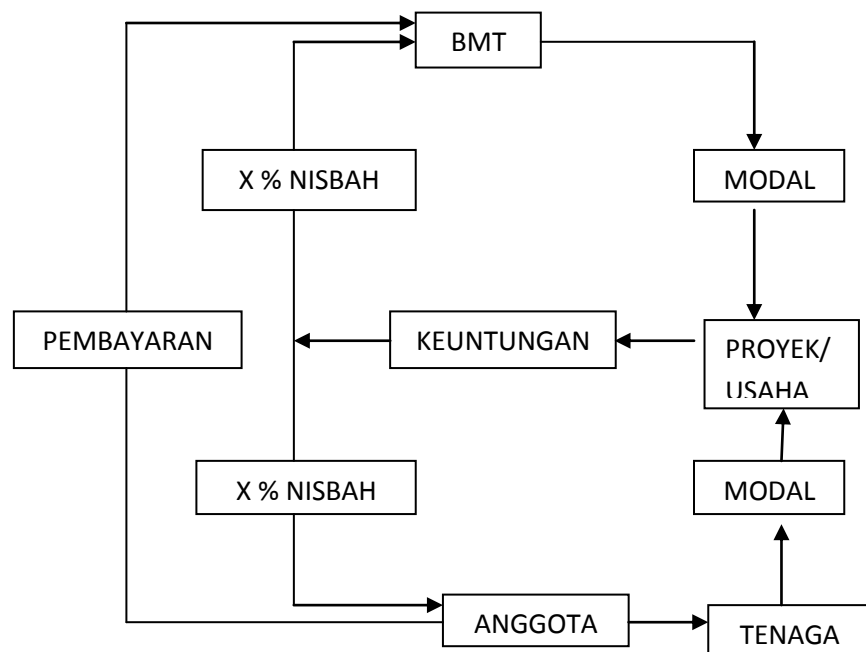 BMT
X % NISBAH
MODAL
PEMBAYARAN
KEUNTUNGAN
PROYEK/
USAHA
X % NISBAH
MODAL
ANGGOTA
TENAGA